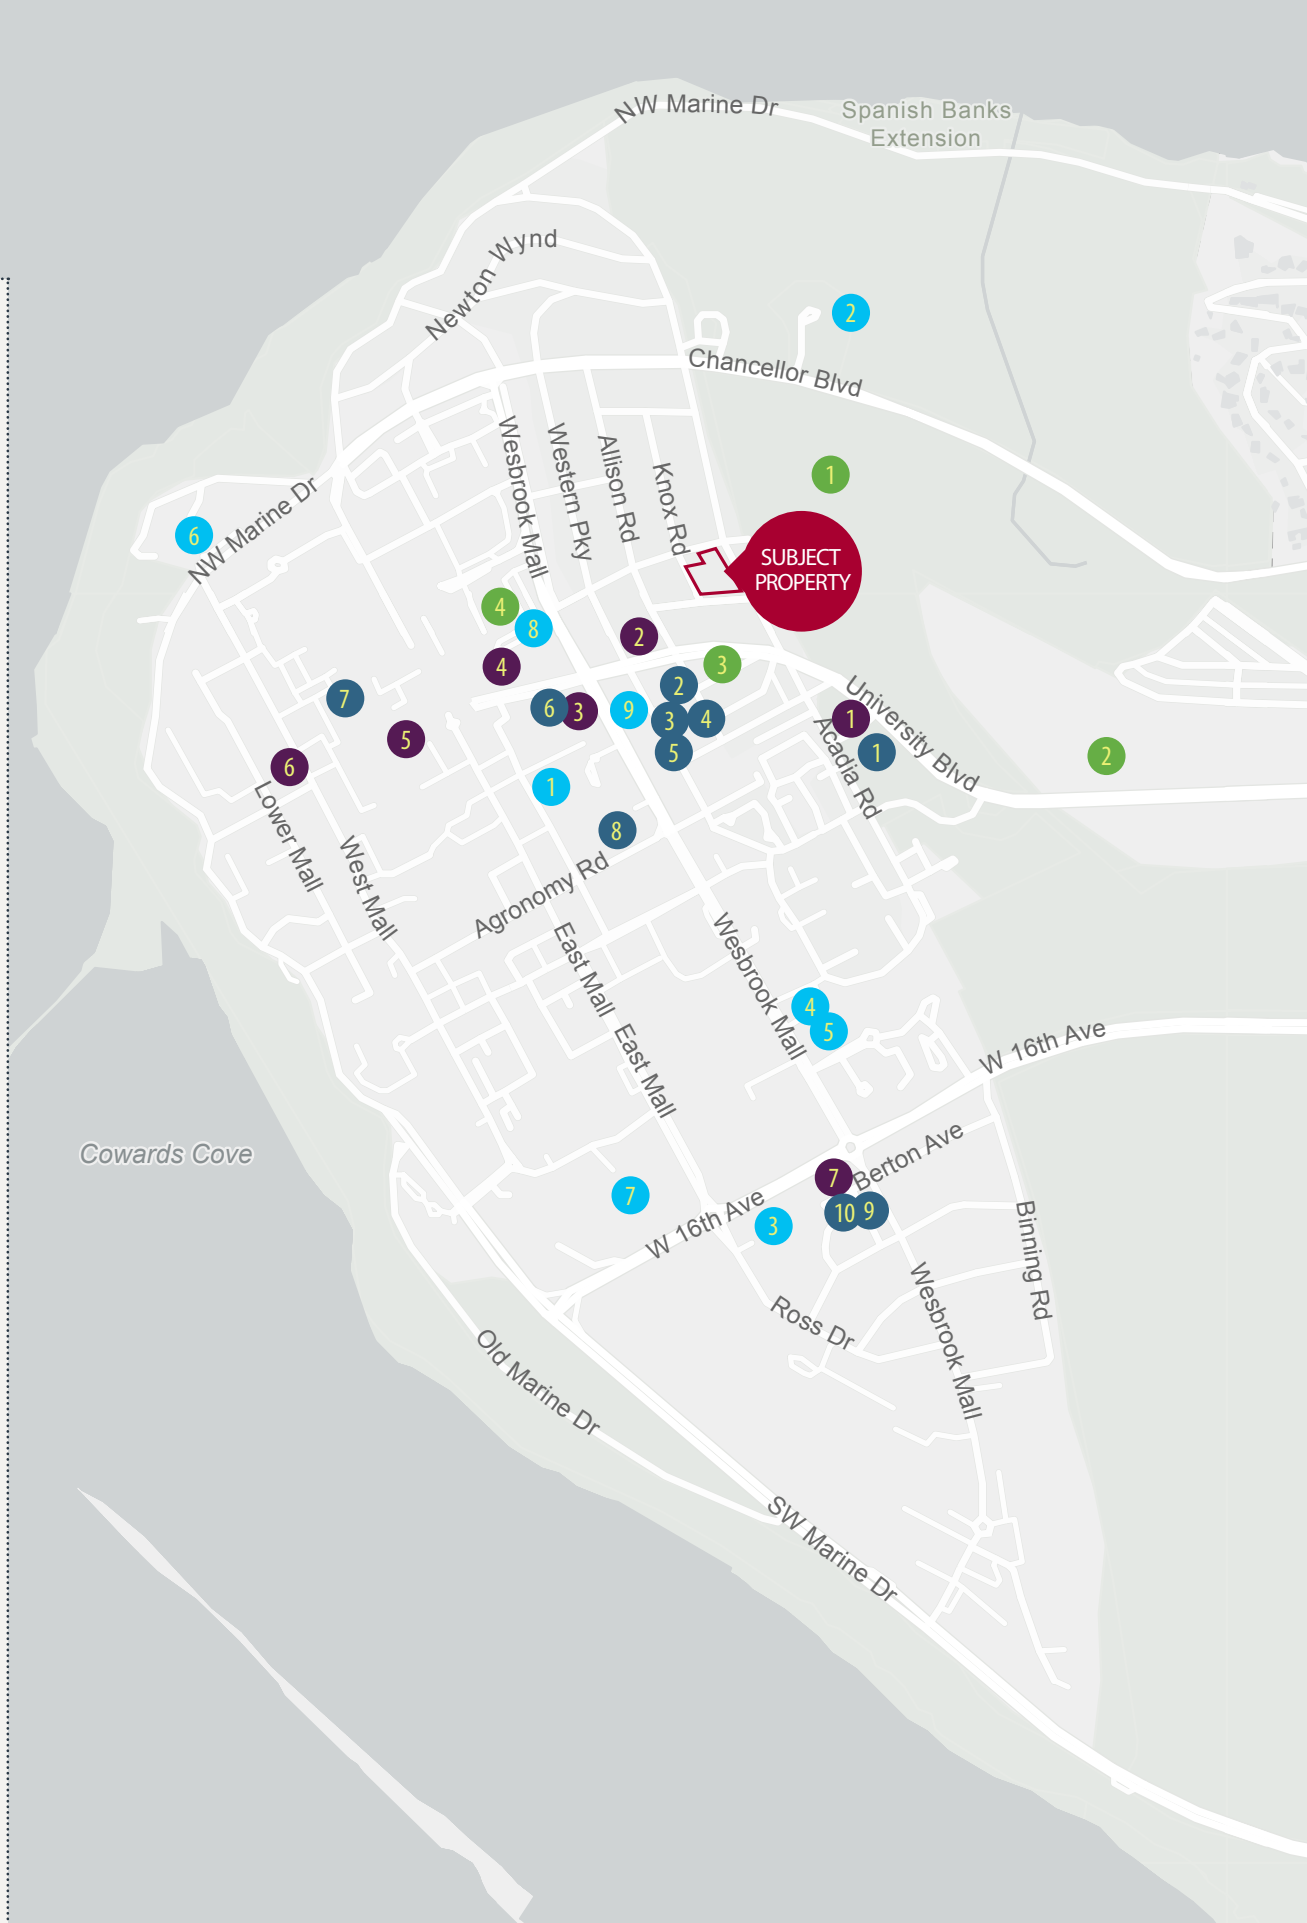 NW Marine Dr
Spanish Banks
Extension
Newton Wynd
2
Chancellor Blvd
Wesbrook Mall
Western Pky
Allison Rd
Knox Rd
1
NW Marine Dr
6
SUBJECT
PROPERTY
4
8
2
4
3
7
2
6
3
9
3
4
5
5
1
1
University Blvd
Acadia Rd
2
6
1
8
Lower Mall
West Mall
Agronomy Rd
East Mall
Wesbrook Mall
4
5
East Mall
W 16th Ave
Cowards Cove
Berton Ave
7
7
10
9
3
W 16th Ave
Binning Rd
Wesbrook Mall
Ross Dr
Old Marine Dr
SW Marine Dr